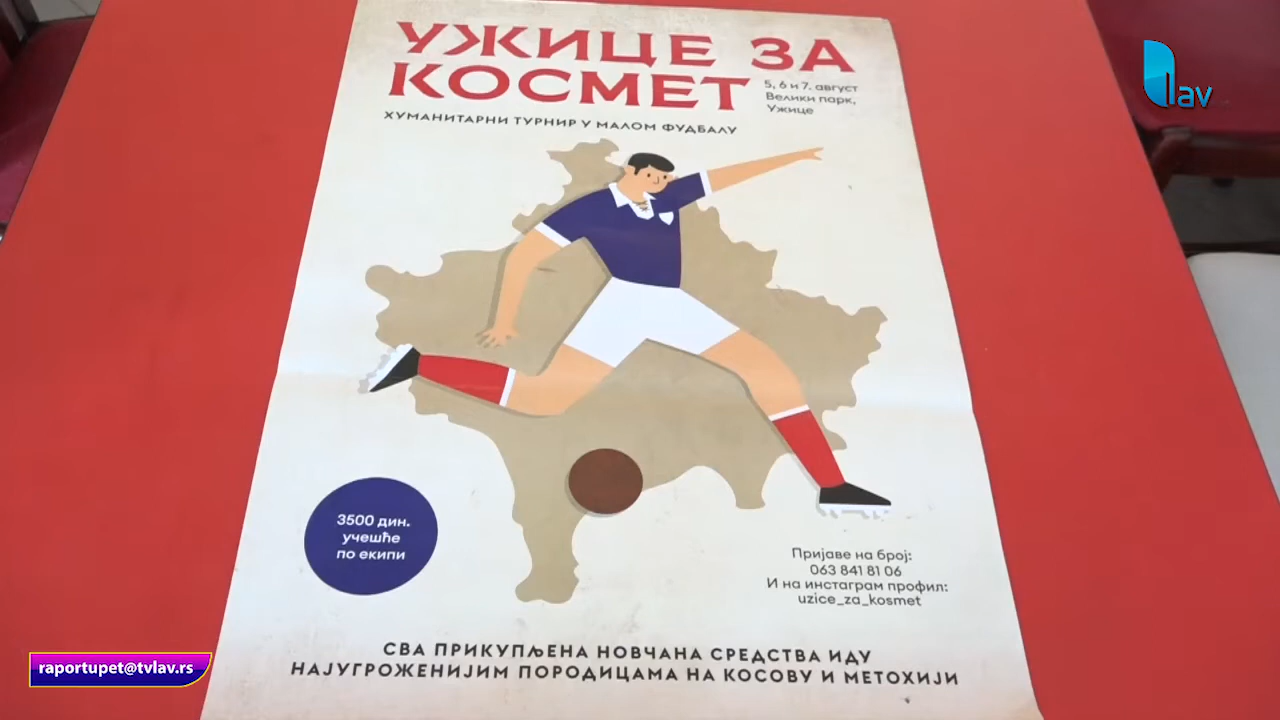 УЖИЦЕ ЗА
КОСМЕТ
5, 6 и 7. август
Велики парк,
Ужице
ХУМАНИТАРНИ ТУРНИР У МАЛОМ ФУДБАЛУ
lav
3500 дин.
учешће
по екипи
Пријаве на број:
063 841 81 06
И на инстаграм профил:
uzice_za_kosmet
СВА ПРИКУПЉЕНА НОВЧАНА СРЕДСТВА ИДУ
НАЈУГРОЖЕНИЈИМ ПОРОДИЦАМА НА КОСОВУ И МЕТОХИЈИ
raportupet@tvlav.rs